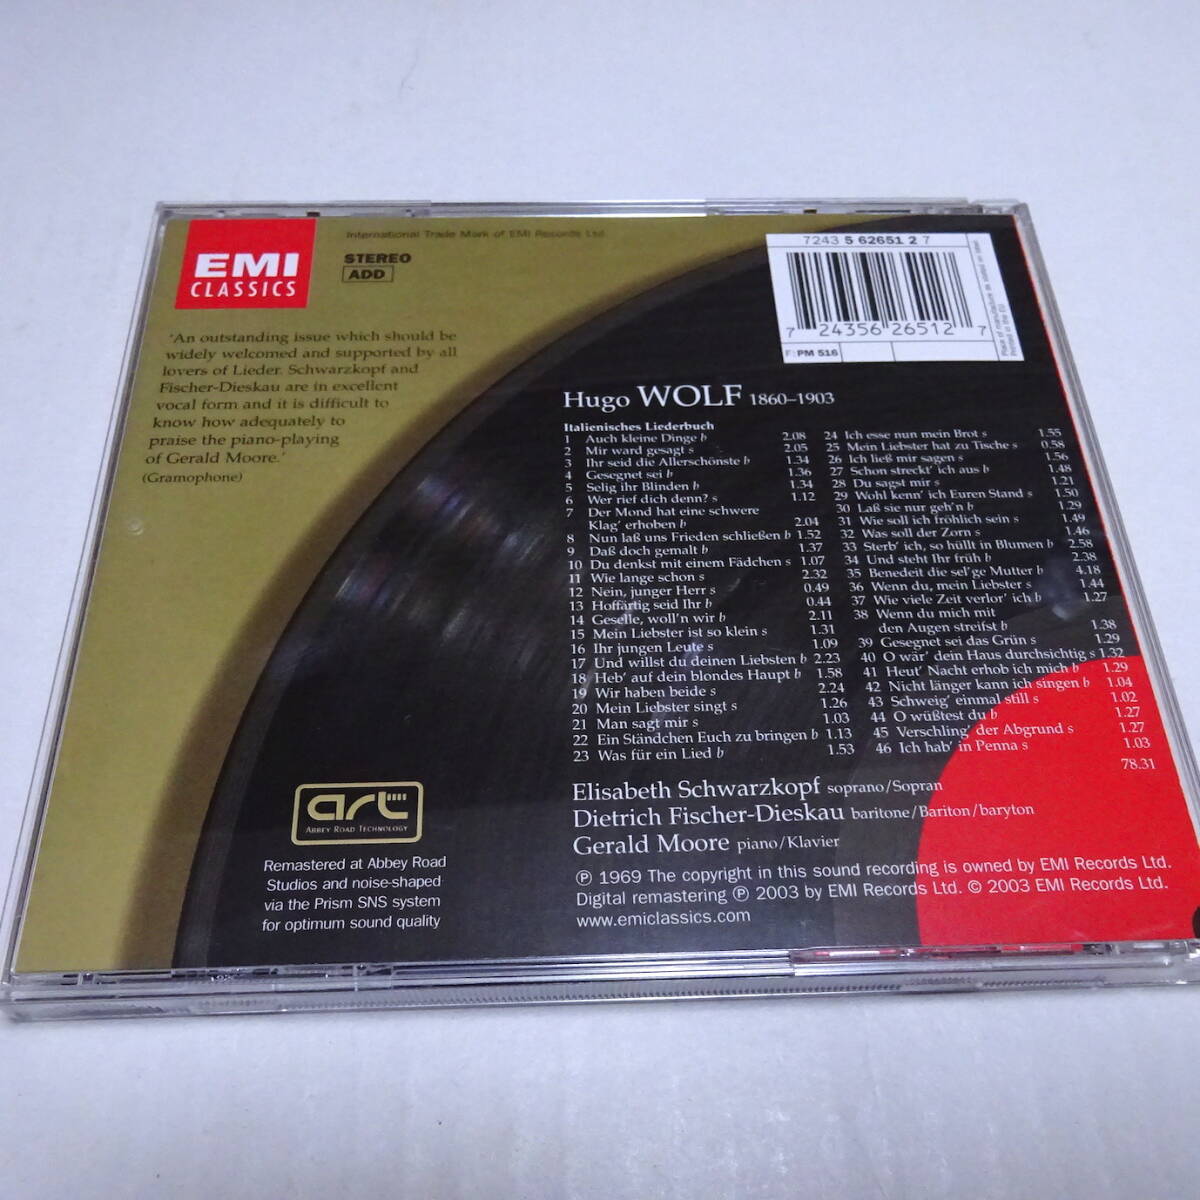 EMI
CLASSICS
International Trade Mark of EMI Records Ltd.
STEREO
ADD
'An outstanding issue which should be
widely welcomed and supported by all
lovers of Lieder. Schwarzkopf and
Fischer-Dieskau are in excellent
vocal form and it is difficult to
know how adequately to
praise the piano-playing
of Gerald Moore.'
(Gramophone)
7243 5 62651 2 7
7 24356 26512 7
F: PM 516
Printed in the EU
Hugo WOLF 1860–1903
Italienisches Liederbuch
1 Auch kleine Dinge b 2.08
2 Mir ward gesagt s 2.05
3 Ihr seid die Allerschönste b 1.34
4 Gesegnet sei b 1.36
5 Selig ihr Blinden b 1.34
6 Wer rief dich denn? s 1.12
7 Der Mond hat eine schwere
Klag' erhoben b 2.04
8 Nun laß uns Frieden schließen b 1.52
9 Daß doch gemalt b 1.37
10 Du denkst mit einem Fädchen s 1.07
11 Wie lange schon s 2.32
12 Nein, junger Herr s 0.49
13 Hoffärtig seid Ihr b 0.44
14 Geselle, woll'n wir b 2.11
15 Mein Liebster ist so klein s 1.31
16 Ihr jungen Leute s 1.09
17 Und willst du deinen Liebsten b 2.23
18 Heb' auf dein blondes Haupt b 1.58
19 Wir haben beide s 2.24
20 Mein Liebster singt s 1.26
21 Man sagt mir s 1.03
22 Ein Ständchen Euch zu bringen b 1.13
23 Was für ein Lied b 1.53
24 Ich esse nun mein Brot s 1.55
25 Mein Liebster hat zu Tische s 0.58
26 Ich ließ mir sagen s 1.56
27 Schon streckt' ich aus b 1.48
28 Du sagst mir s 1.21
29 Wohl kenn' ich Euren Stand s 1.50
30 Laß sie nur geh'n b 1.29
31 Wie soll ich fröhlich sein s 1.49
32 Was soll der Zorn s 1.46
33 Sterb' ich, so hüllt in Blumen b 2.58
34 Und steht Ihr früh b 2.38
35 Benedeit die sel'ge Mutter b 4.18
36 Wenn du, mein Liebster s 1.44
37 Wie viele Zeit verlor' ich b 1.27
38 Wenn du mich mit
den Augen streifst b 1.38
39 Gesegnet sei das Grün s 1.29
40 O wär' dein Haus durchsichtig s 1.32
41 Heut' Nacht erhob ich mich b 1.29
42 Nicht länger kann ich singen b 1.04
43 Schweig' einmal still s 1.02
44 O wüßtest du b 1.27
45 Verschling' der Abgrund s 1.27
46 Ich hab' in Penna s 1.03
78.31
Elisabeth Schwarzkopf soprano/Sopran
Dietrich Fischer-Dieskau baritone/Bariton/baryton
Gerald Moore piano/Klavier
℗ 1969 The copyright in this sound recording is owned by EMI Records Ltd.
Digital remastering ℗ 2003 by EMI Records Ltd. © 2003 EMI Records Ltd.
www.emiclassics.com
art
ABBEY ROAD TECHNOLOGY
Remastered at Abbey Road
Studios and noise-shaped
via the Prism SNS system
for optimum sound quality